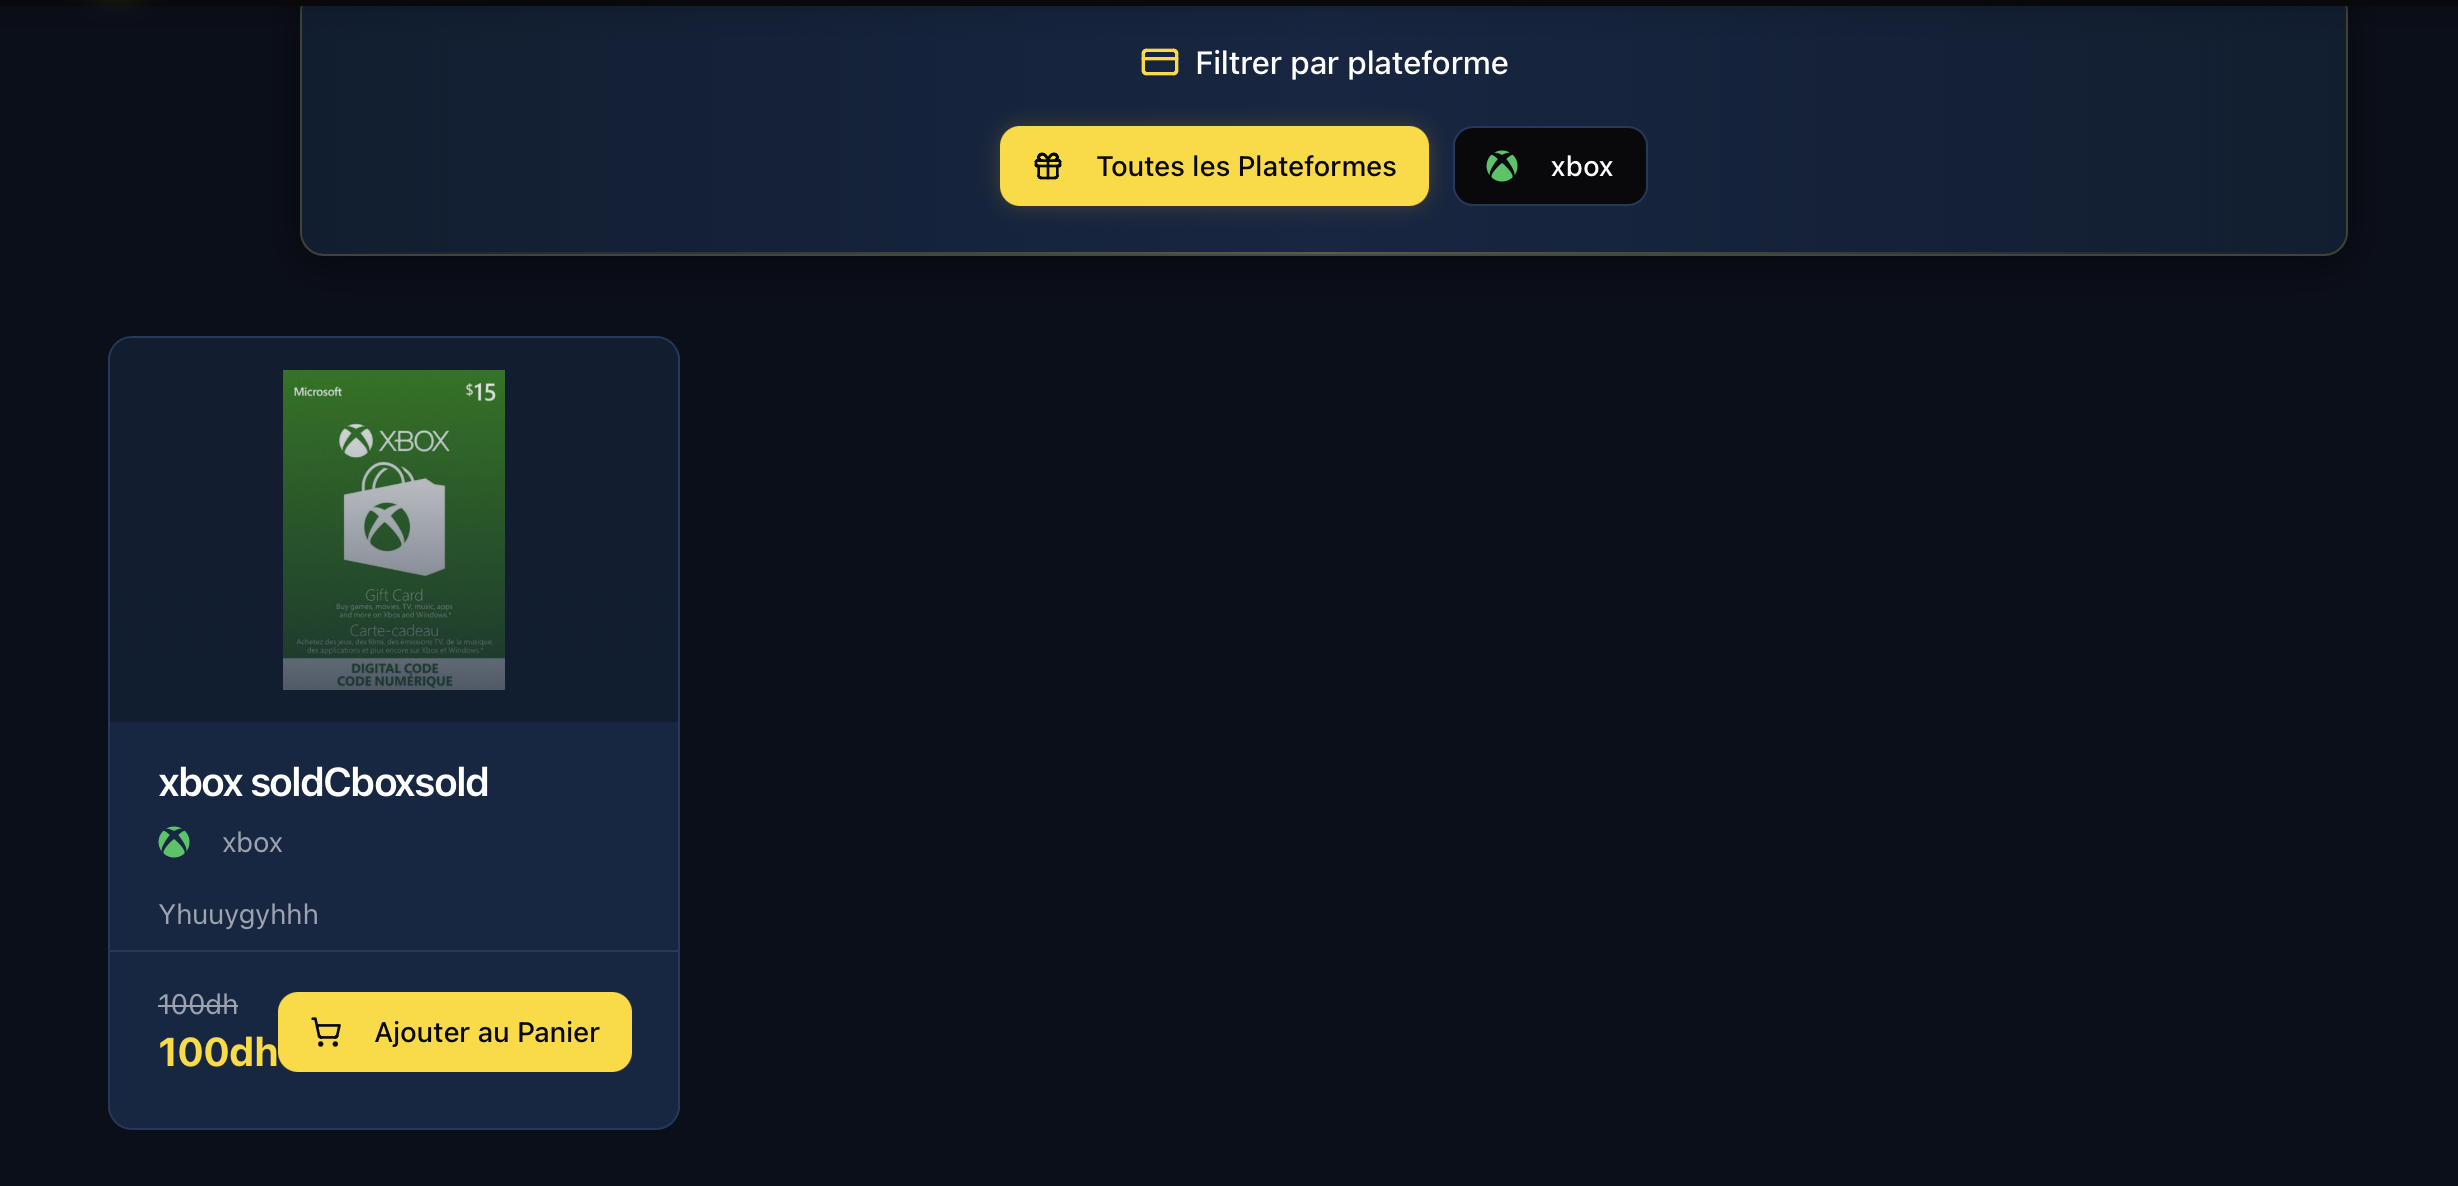 Filtrer par plateforme
Toutes les Plateformes
xbox
Microsoft
$15
XBOX
Gift Card
Buy games, movies, TV, music, apps
and more on Xbox and Windows.*
Carte-cadeau
Achetez des jeux, des films, des émissions TV, de la musique,
des applications et plus encore sur Xbox et Windows.*
DIGITAL CODE
CODE NUMÉRIQUE
xbox soldCboxsold
xbox
Yhuuygyhhh
100dh
100dh
Ajouter au Panier